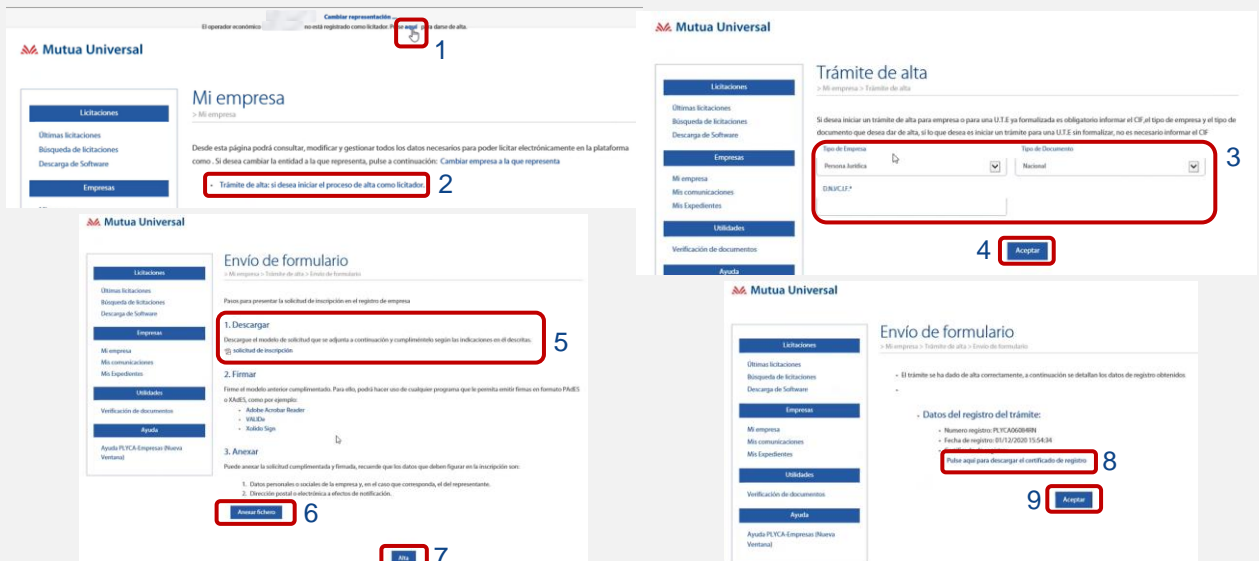 Cambiar representación ...
El operador económico no está registrado como licitador. Pulse aquí para darse de alta.
1
Mutua Universal
Mi empresa
> Mi empresa
Licitaciones
Últimas licitaciones
Búsqueda de licitaciones
Descarga de Software
Empresas
Desde esta página podrá consultar, modificar y gestionar todos los datos necesarios para poder licitar electrónicamente en la plataforma
como . Si desea cambiar la entidad a la que representa, pulse a continuación: Cambiar empresa a la que representa
• Trámite de alta: si desea iniciar el proceso de alta como licitador.
2
Mutua Universal
Trámite de alta
> Mi empresa > Trámite de alta
Licitaciones
Últimas licitaciones
Búsqueda de licitaciones
Descarga de Software
Empresas
Mi empresa
Mis comunicaciones
Mis Expedientes
Utilidades
Verificación de documentos
Ayuda
Si desea iniciar un trámite de alta para empresa o para una U.T.E ya formalizada es obligatorio informar el CIF,el tipo de empresa y el tipo de
documento que desea dar de alta, si lo que desea es iniciar un trámite para una U.T.E sin formalizar, no es necesario informar el CIF
Tipo de Empresa
Tipo de Documento
Persona Jurídica
Nacional
D.N.I/C.I.F.*
3
4
Aceptar
Mutua Universal
Envío de formulario
> Mi empresa > Trámite de alta > Envío de formulario
Licitaciones
Últimas licitaciones
Búsqueda de licitaciones
Descarga de Software
Empresas
Mi empresa
Mis comunicaciones
Mis Expedientes
Utilidades
Verificación de documentos
Ayuda
Ayuda PLYCA-Empresas (Nueva
Ventana)
Pasos para presentar la solicitud de inscripción en el registro de empresa
1. Descargar
Descargue el modelo de solicitud que se adjunta a continuación y cumpliméntelo según las indicaciones en él descritas.
solicitud de inscripción
5
2. Firmar
Firme el modelo anterior cumplimentado. Para ello, podrá hacer uso de cualquier programa que le permita emitir firmas en formato PAdES
o XAdES, como por ejemplo:
• Adobe Acrobar Reader
• VALIDe
• Xolido Sign
3. Anexar
Puede anexar la solicitud cumplimentada y firmada, recuerde que los datos que deben figurar en la inscripción son:
1. Datos personales o sociales de la empresa y, en el caso que corresponda, el del representante.
2. Dirección postal o electrónica a efectos de notificación.
Anexar fichero
6
Alta
7
Mutua Universal
Envío de formulario
> Mi empresa > Trámite de alta > Envío de formulario
Licitaciones
Últimas licitaciones
Búsqueda de licitaciones
Descarga de Software
Empresas
Mi empresa
Mis comunicaciones
Mis Expedientes
Utilidades
Verificación de documentos
Ayuda
Ayuda PLYCA-Empresas (Nueva
Ventana)
• El trámite se ha dado de alta correctamente, a continuación se detallan los datos de registro obtenidos
• Datos del registro del trámite:
• Numero registro: PLYCA06084RN
• Fecha de registro: 01/12/2020 15:54:34
Pulse aquí para descargar el certificado de registro
8
9
Aceptar